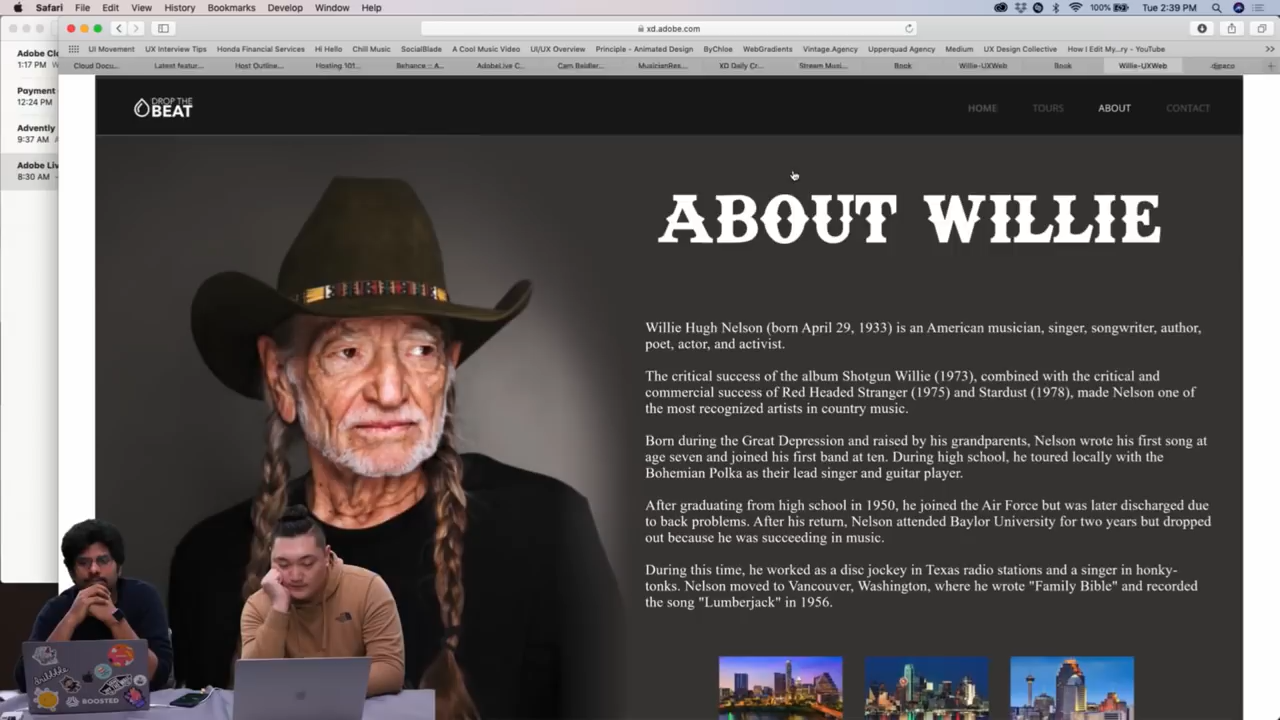 Safari File Edit View History Bookmarks Develop Window Help 100% Tue 2:39 PM
xd.adobe.com
UI Movement UX Interview Tips Honda Financial Services Hi Hello Chill Music SocialBlade A Cool Music Video UI/UX Overview Principle - Animated Design ByChloe WebGradients Vintage.Agency Upperquad Agency Medium UX Design Collective How I Edit My...ry - YouTube
Cloud Docu... Latest featur... Host Outline... Hosting 101... Behance :: A... AdobeLive C... Cam Beidler... MusicianRes... XD Daily Cr... Stream Musi... Book Willie-UXWeb Book Willie-UXWeb
Adobe Cl
1:17 PM
Payment
12:24 PM
Advently
9:37 AM
Adobe Liv
8:30 AM
DROP THE
BEAT
HOME TOURS ABOUT CONTACT
ABOUT WILLIE
Willie Hugh Nelson (born April 29, 1933) is an American musician, singer, songwriter, author,
poet, actor, and activist.
The critical success of the album Shotgun Willie (1973), combined with the critical and
commercial success of Red Headed Stranger (1975) and Stardust (1978), made Nelson one of
the most recognized artists in country music.
Born during the Great Depression and raised by his grandparents, Nelson wrote his first song at
age seven and joined his first band at ten. During high school, he toured locally with the
Bohemian Polka as their lead singer and guitar player.
After graduating from high school in 1950, he joined the Air Force but was later discharged due
to back problems. After his return, Nelson attended Baylor University for two years but dropped
out because he was succeeding in music.
During this time, he worked as a disc jockey in Texas radio stations and a singer in honky-
tonks. Nelson moved to Vancouver, Washington, where he wrote "Family Bible" and recorded
the song "Lumberjack" in 1956.
dribbble
BOOSTED